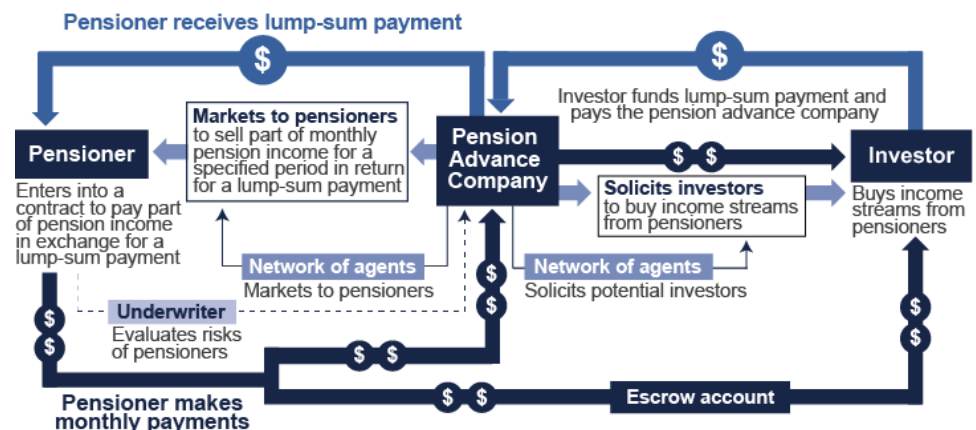 Pensioner receives lump-sum payment
$
$
Investor funds lump-sum payment and
pays the pension advance company
Markets to pensioners
to sell part of monthly
pension income for a
specified period in return
for a lump-sum payment
Pensioner
Pension
Advance
Company
$ $
Investor
Enters into a
contract to pay part
of pension income
in exchange for a
lump-sum payment
Solicits investors
to buy income streams
from pensioners
Buys income
streams from
pensioners
Network of agents
Markets to pensioners
Network of agents
Solicits potential investors
$
$
$
$
$
$
Underwriter
Evaluates risks
of pensioners
$ $
$ $
Escrow account
Pensioner makes
monthly payments